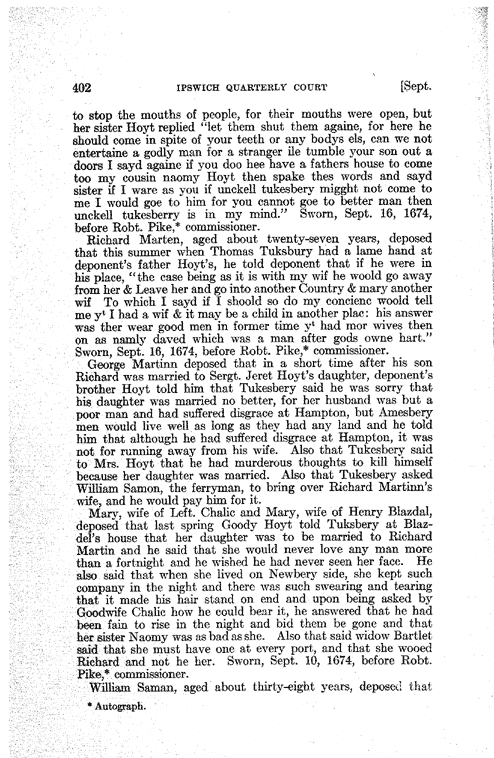 402 IPSWICH QUARTERLY COURT [Sept.
to stop the mouths of people, for their mouths were open, but
her sister Hoyt replied "let them shut them againe, for here he
should come in spite of your teeth or any bodys els, can we not
entertaine a godly man for a stranger ile tumble your son out a
doors I sayd againe if you doo hee have a fathers house to come
too my cousin naomy Hoyt then spake thes words and sayd
sister if I ware as you if unckell tukesbery migght not come to
me I would goe to him for you cannot goe to better man then
unckell tukesberry is in my mind." Sworn, Sept. 16, 1674,
before Robt. Pike,* commissioner.
Richard Marten, aged about twenty-seven years, deposed
that this summer when Thomas Tuksbury had a lame hand at
deponent's father Hoyt's, he told deponent that if he were in
his place, "the case being as it is with my wif he woold go away
from her & Leave her and go into another Country & mary another
wif To which I sayd if I shoold so do my concienc woold tell
me yᵗ I had a wif & it may be a child in another plac: his answer
was ther wear good men in former time yᵗ had mor wives then
on as namly daved which was a man after gods owne hart."
Sworn, Sept. 16, 1674, before Robt. Pike,* commissioner.
George Martinn deposed that in a short time after his son
Richard was married to Sergt. Jeret Hoyt's daughter, deponent's
brother Hoyt told him that Tukesbery said he was sorry that
his daughter was married no better, for her husband was but a
poor man and had suffered disgrace at Hampton, but Amesbery
men would live well as long as they had any land and he told
him that although he had suffered disgrace at Hampton, it was
not for running away from his wife. Also that Tukesbery said
to Mrs. Hoyt that he had murderous thoughts to kill himself
because her daughter was married. Also that Tukesbery asked
William Samon, the ferryman, to bring over Richard Martinn's
wife, and he would pay him for it.
Mary, wife of Left. Chalic and Mary, wife of Henry Blazdal,
deposed that last spring Goody Hoyt told Tuksbery at Blaz-
del's house that her daughter was to be married to Richard
Martin and he said that she would never love any man more
than a fortnight and he wished he had never seen her face. He
also said that when she lived on Newbery side, she kept such
company in the night and there was such swearing and tearing
that it made his hair stand on end and upon being asked by
Goodwife Chalic how he could bear it, he answered that he had
been fain to rise in the night and bid them be gone and that
her sister Naomy was as bad as she. Also that said widow Bartlet
said that she must have one at every port, and that she wooed
Richard and not he her. Sworn, Sept. 10, 1674, before Robt.
Pike,* commissioner.
William Saman, aged about thirty-eight years, deposed that
* Autograph.